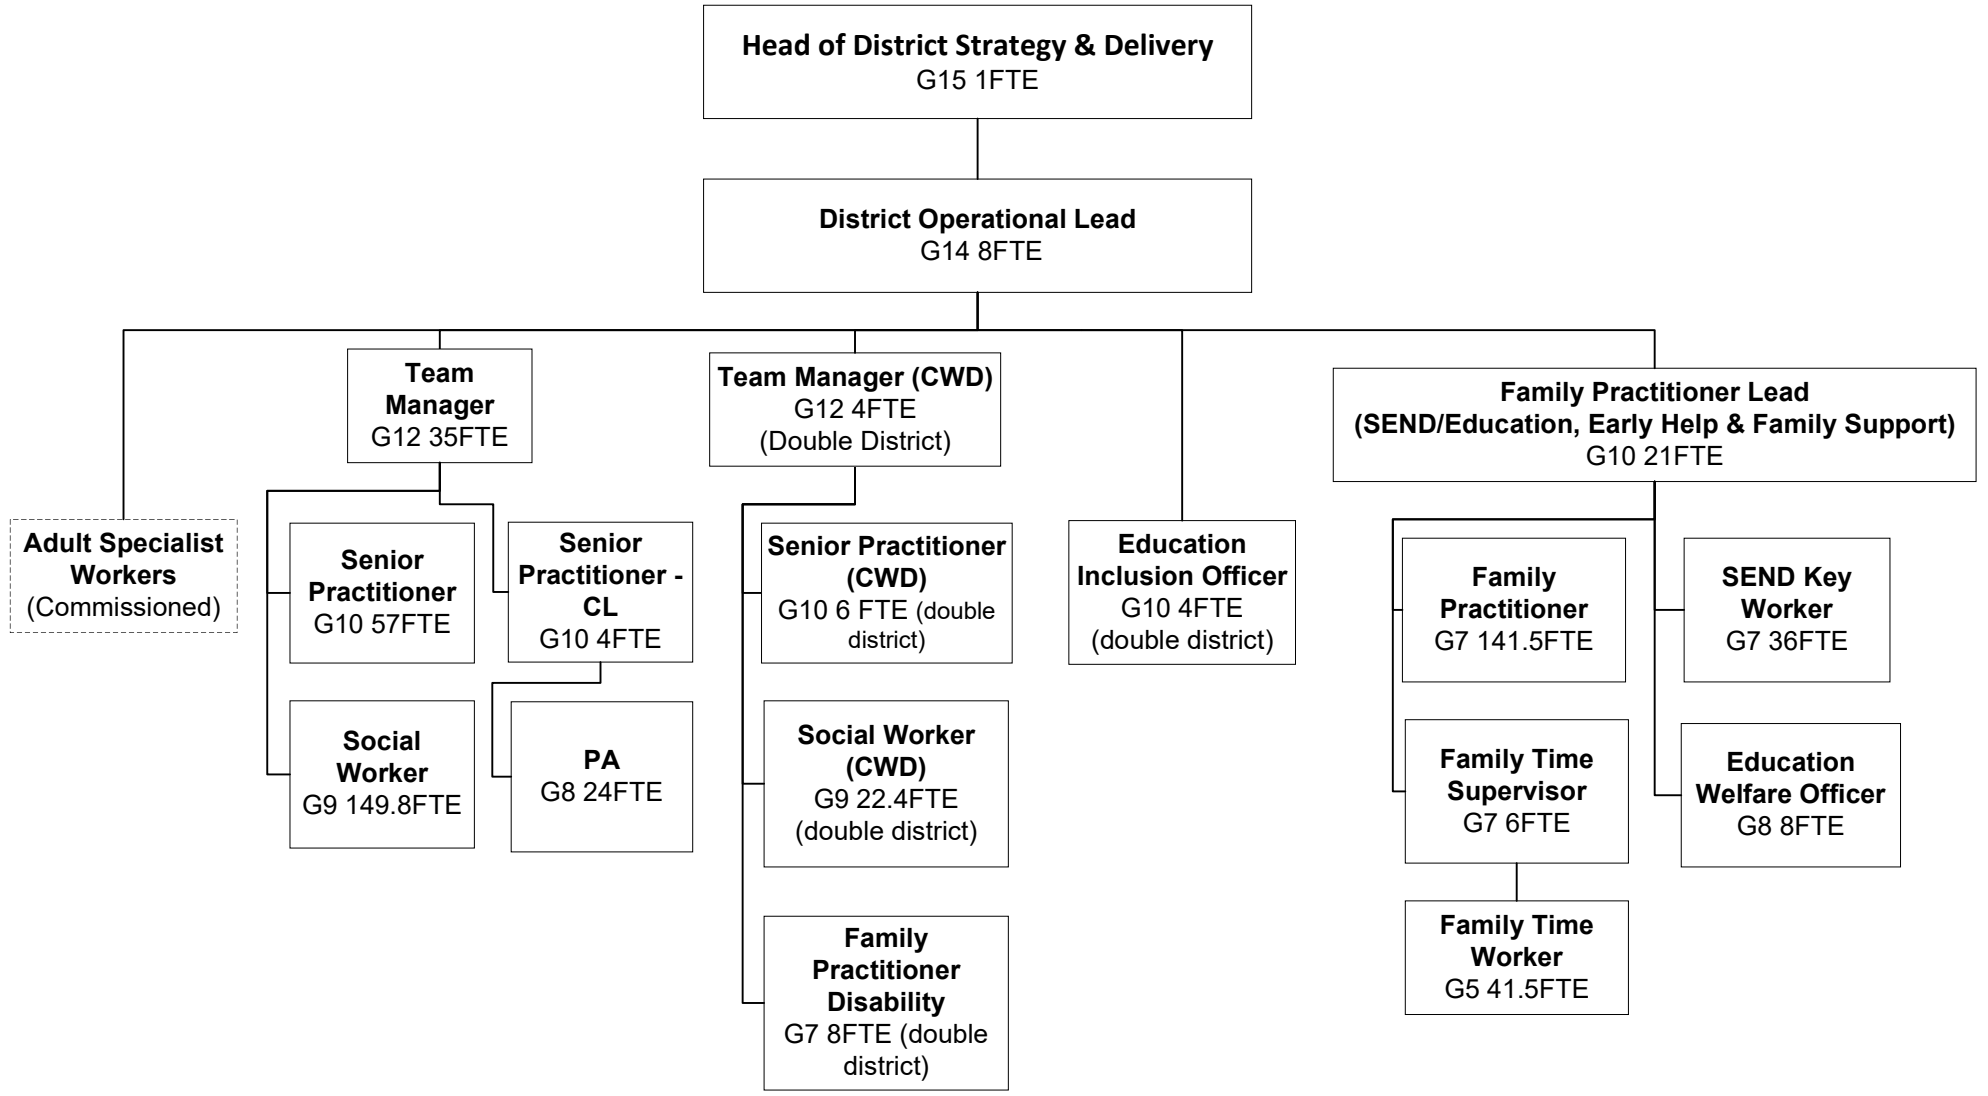 Head of District Strategy & Delivery
G15 1FTE
District Operational Lead
G14 8FTE
Adult Specialist
Workers
(Commissioned)
Team
Manager
G12 35FTE
Senior
Practitioner
G10 57FTE
Social
Worker
G9 149.8FTE
Senior
Practitioner -
CL
G10 4FTE
PA
G8 24FTE
Team Manager (CWD)
G12 4FTE
(Double District)
Senior Practitioner
(CWD)
G10 6 FTE (double
district)
Social Worker
(CWD)
G9 22.4FTE
(double district)
Family
Practitioner
Disability
G7 8FTE (double
district)
Education
Inclusion Officer
G10 4FTE
(double district)
Family Practitioner Lead
(SEND/Education, Early Help & Family Support)
G10 21FTE
Family
Practitioner
G7 141.5FTE
Family Time
Supervisor
G7 6FTE
Family Time
Worker
G5 41.5FTE
SEND Key
Worker
G7 36FTE
Education
Welfare Officer
G8 8FTE